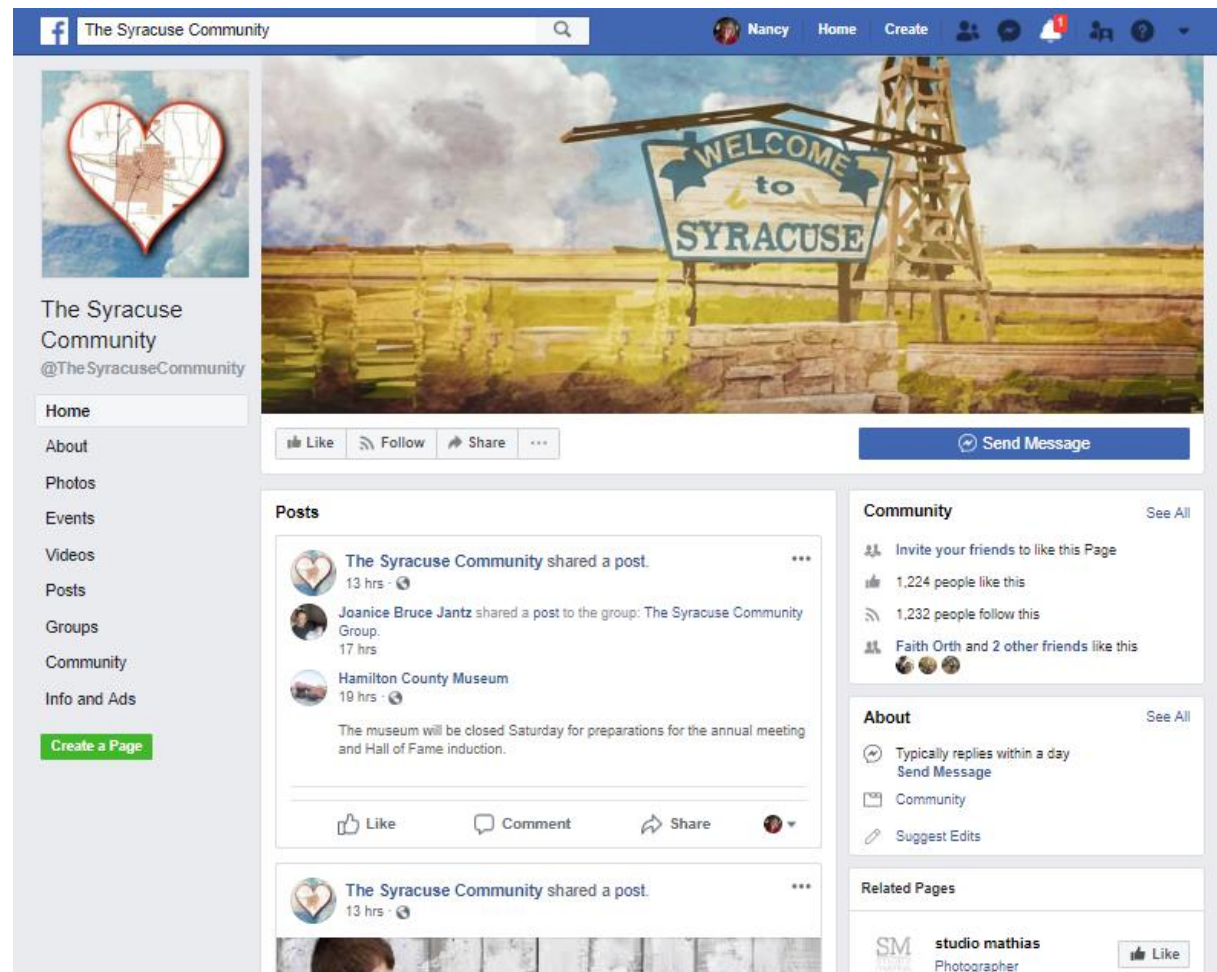 The Syracuse Community
Nancy Home Create
1
WELCOME
to
SYRACUSE
The Syracuse
Community
@TheSyracuseCommunity
Home
About
Photos
Events
Videos
Posts
Groups
Community
Info and Ads
Create a Page
Like Follow Share ...
Send Message
Posts
The Syracuse Community shared a post.
13 hrs ·
Joanice Bruce Jantz shared a post to the group: The Syracuse Community
Group.
17 hrs
Hamilton County Museum
19 hrs ·
The museum will be closed Saturday for preparations for the annual meeting
and Hall of Fame induction.
Like Comment Share
The Syracuse Community shared a post.
13 hrs ·
Community See All
Invite your friends to like this Page
1,224 people like this
1,232 people follow this
Faith Orth and 2 other friends like this
About See All
Typically replies within a day
Send Message
Community
Suggest Edits
Related Pages
SM
studio mathias
Photographer
Like